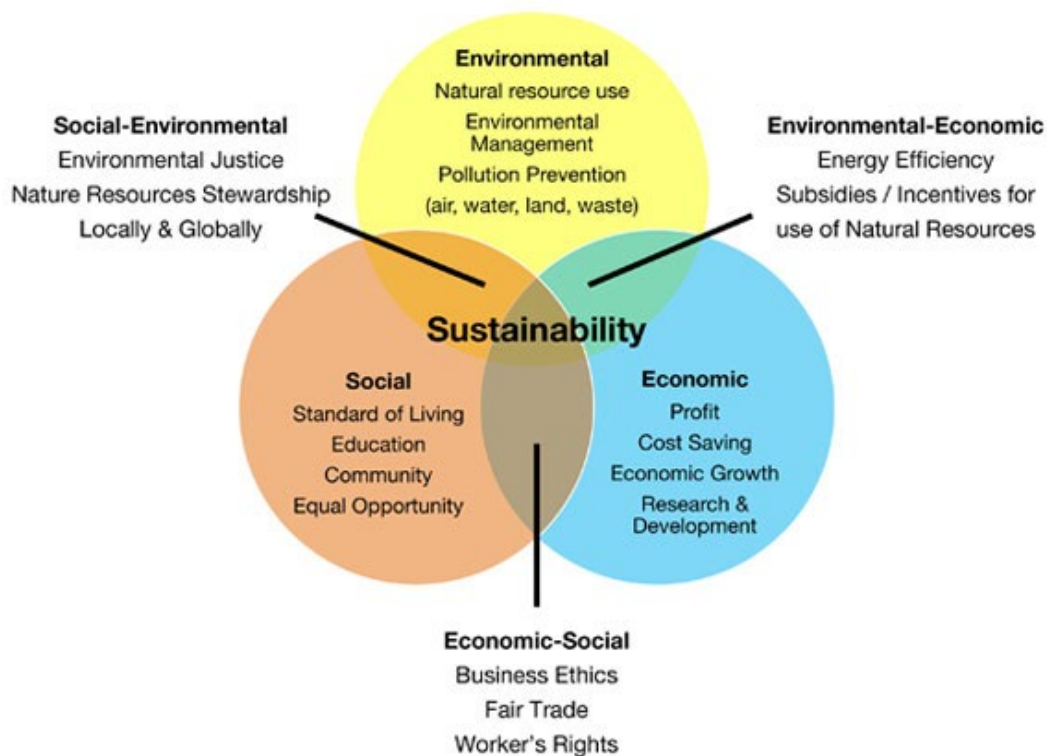 Environmental
Natural resource use
Environmental
Management
Pollution Prevention
(air, water, land, waste)
Social-Environmental
Environmental Justice
Nature Resources Stewardship
Locally & Globally
Environmental-Economic
Energy Efficiency
Subsidies / Incentives for
use of Natural Resources
Sustainability
Social
Standard of Living
Education
Community
Equal Opportunity
Economic
Profit
Cost Saving
Economic Growth
Research &
Development
Economic-Social
Business Ethics
Fair Trade
Worker's Rights